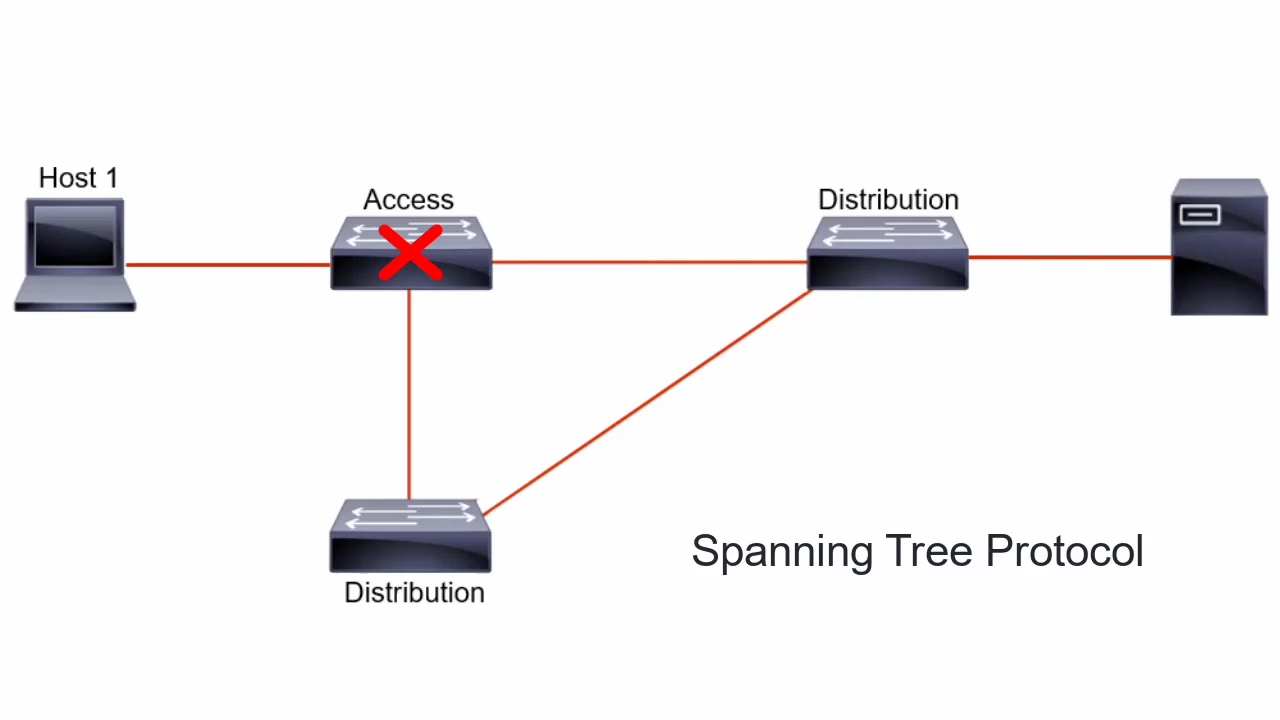 Host 1
Access
Distribution
Spanning Tree Protocol
Distribution